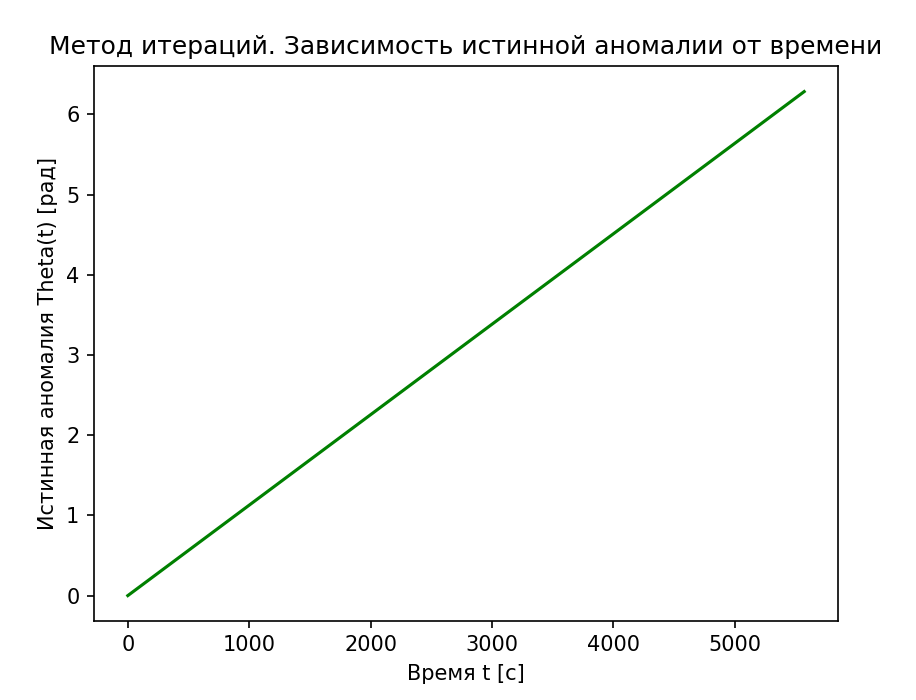 Метод итераций. Зависимость истинной аномалии от времени
Истинная аномалия Theta(t) [рад]
6
5
4
3
2
1
0
0 1000 2000 3000 4000 5000
Время t [с]